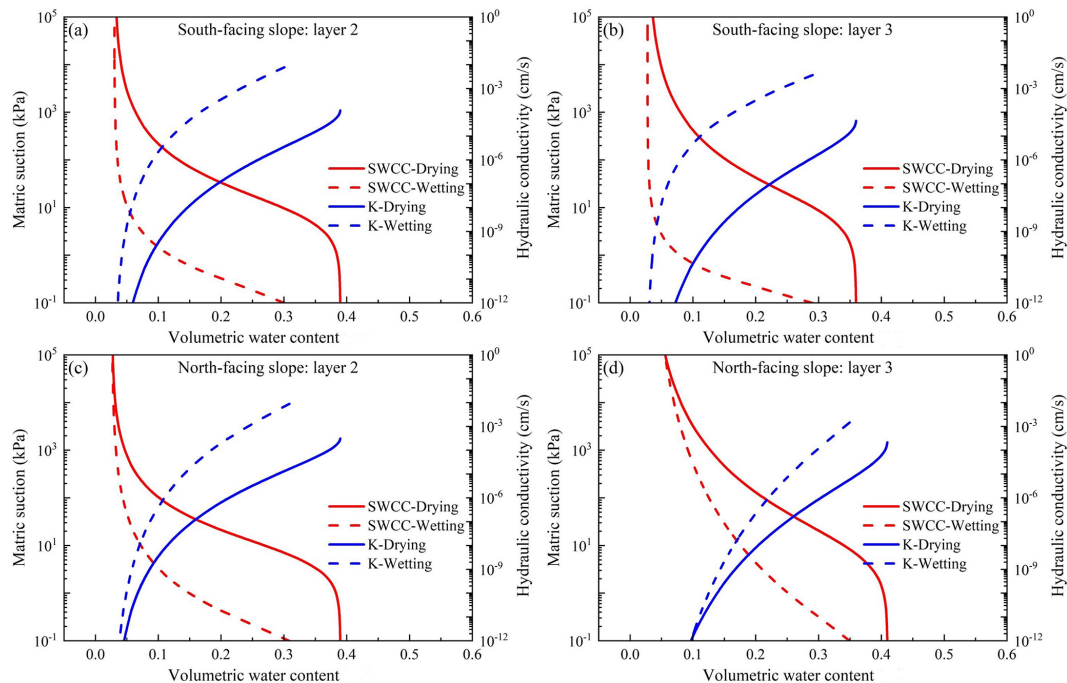 (a) South-facing slope: layer 2
10^5
10^3
10^1
10^-1
Matric suction (kPa)
10^0
10^-3
10^-6
10^-9
10^-12
Hydraulic conductivity (cm/s)
SWCC-Drying
SWCC-Wetting
K-Drying
K-Wetting
0.0 0.1 0.2 0.3 0.4 0.5 0.6
Volumetric water content
(b) South-facing slope: layer 3
10^5
10^3
10^1
10^-1
Matric suction (kPa)
10^0
10^-3
10^-6
10^-9
10^-12
Hydraulic conductivity (cm/s)
SWCC-Drying
SWCC-Wetting
K-Drying
K-Wetting
0.0 0.1 0.2 0.3 0.4 0.5 0.6
Volumetric water content
(c) North-facing slope: layer 2
10^5
10^3
10^1
10^-1
Matric suction (kPa)
10^0
10^-3
10^-6
10^-9
10^-12
Hydraulic conductivity (cm/s)
SWCC-Drying
SWCC-Wetting
K-Drying
K-Wetting
0.0 0.1 0.2 0.3 0.4 0.5 0.6
Volumetric water content
(d) North-facing slope: layer 3
10^5
10^3
10^1
10^-1
Matric suction (kPa)
10^0
10^-3
10^-6
10^-9
10^-12
Hydraulic conductivity (cm/s)
SWCC-Drying
SWCC-Wetting
K-Drying
K-Wetting
0.0 0.1 0.2 0.3 0.4 0.5 0.6
Volumetric water content